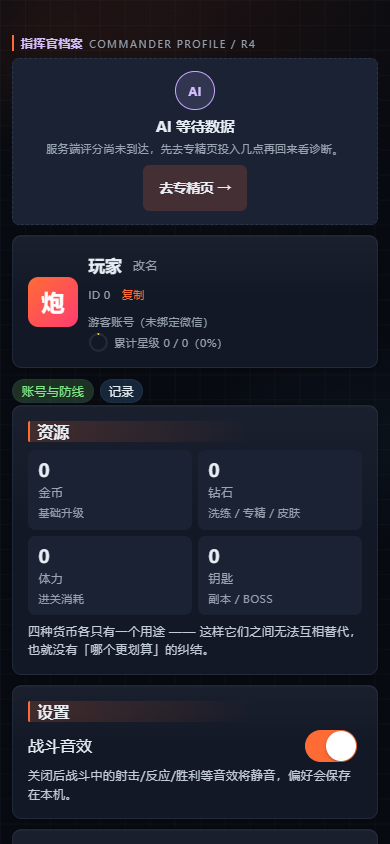 指挥官档案 COMMANDER PROFILE / R4
AI
AI 等待数据
服务端评分尚未到达，先去专精页投入几点再回来看诊断。
去专精页 →
炮
玩家 改名
ID 0 复制
游客账号（未绑定微信）
累计星级 0 / 0（0%）
账号与防线 记录
资源
0 0
金币 钻石
基础升级 洗练 / 专精 / 皮肤
0 0
体力 钥匙
进关消耗 副本 / BOSS
四种货币各只有一个用途 —— 这样它们之间无法互相替代，
也就没有「哪个更划算」的纠结。
设置
战斗音效
关闭后战斗中的射击/反应/胜利等音效将静音，偏好会保存
在本机。